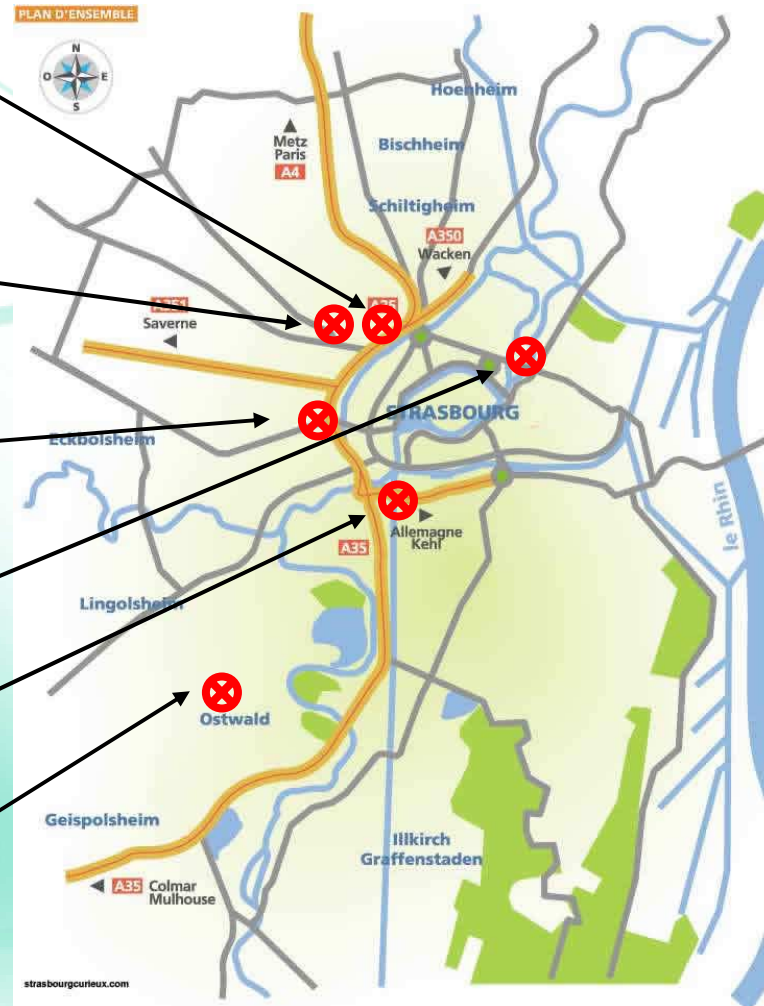 PLAN D'ENSEMBLE
N
O
E
S
Hoenheim
Metz
Paris
A4
Bischheim
Schiltigheim
A350
Wacken
A351
A35
Saverne
STRASBOURG
Eckbolsheim
Allemagne
Kehl
A35
le Rhin
Lingolsheim
Ostwald
Geispolsheim
Illkirch
Graffenstaden
A35 Colmar
Mulhouse
strasbourgcurieux.com